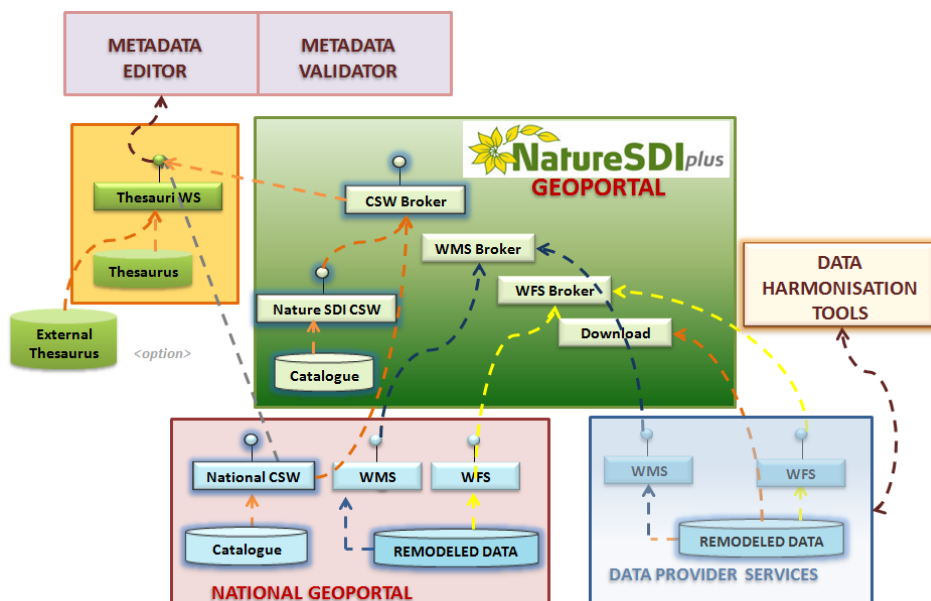 METADATA
EDITOR
METADATA
VALIDATOR
NatureSDIplus
GEOPORTAL
Thesauri WS
CSW Broker
WMS Broker
Thesaurus
WFS Broker
DATA
HARMONISATION
TOOLS
Nature SDI CSW
Download
External
Thesaurus
<option>
Catalogue
National CSW
WMS
WFS
WMS
WFS
Catalogue
REMODELED DATA
REMODELED DATA
NATIONAL GEOPORTAL
DATA PROVIDER SERVICES